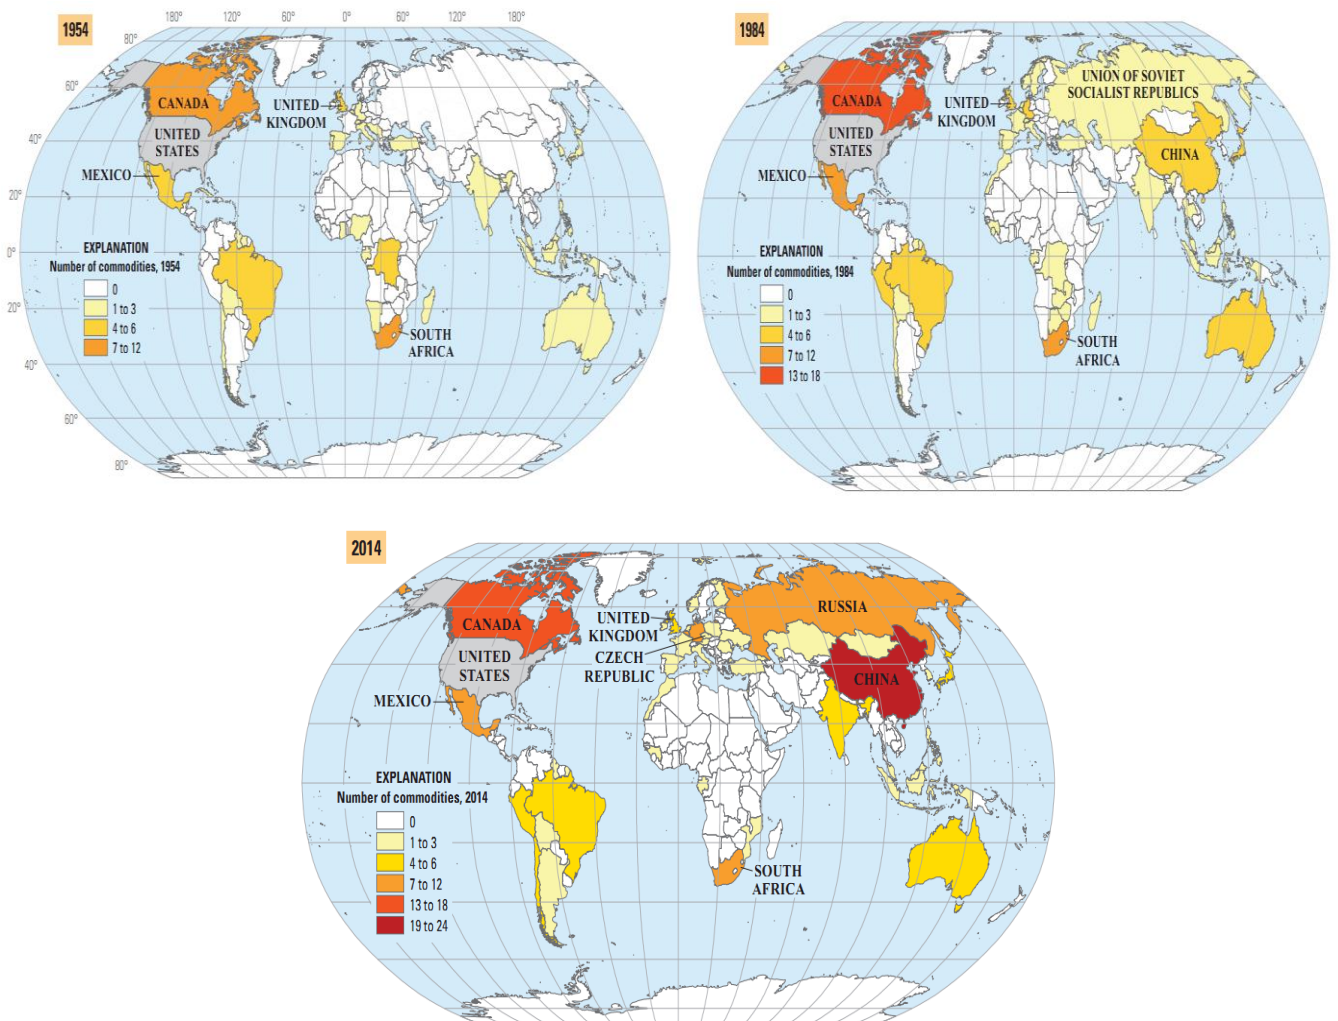 1954
180°
120°
60°
0°
60°
120°
180°
80°
60°
40°
20°
0°
20°
40°
60°
80°
CANADA
UNITED
KINGDOM
UNITED
STATES
MEXICO
SOUTH
AFRICA
EXPLANATION
Number of commodities, 1954
0
1 to 3
4 to 6
7 to 12
1984
UNION OF SOVIET
SOCIALIST REPUBLICS
CANADA
UNITED
KINGDOM
UNITED
STATES
CHINA
MEXICO
SOUTH
AFRICA
EXPLANATION
Number of commodities, 1984
0
1 to 3
4 to 6
7 to 12
13 to 18
2014
RUSSIA
CANADA
UNITED
KINGDOM
CZECH
REPUBLIC
UNITED
STATES
CHINA
MEXICO
SOUTH
AFRICA
EXPLANATION
Number of commodities, 2014
0
1 to 3
4 to 6
7 to 12
13 to 18
19 to 24